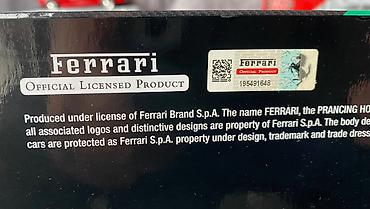 Ferrari
OFFICIAL LICENSED PRODUCT
Ferrari
OFFICIAL PRODUCT
195491648
Produced under license of Ferrari Brand S.p.A. The name FERRARI, the PRANCING HO
all associated logos and distinctive designs are property of Ferrari S.p.A. The body de
cars are protected as Ferrari S.p.A. property under design, trademark and trade dress